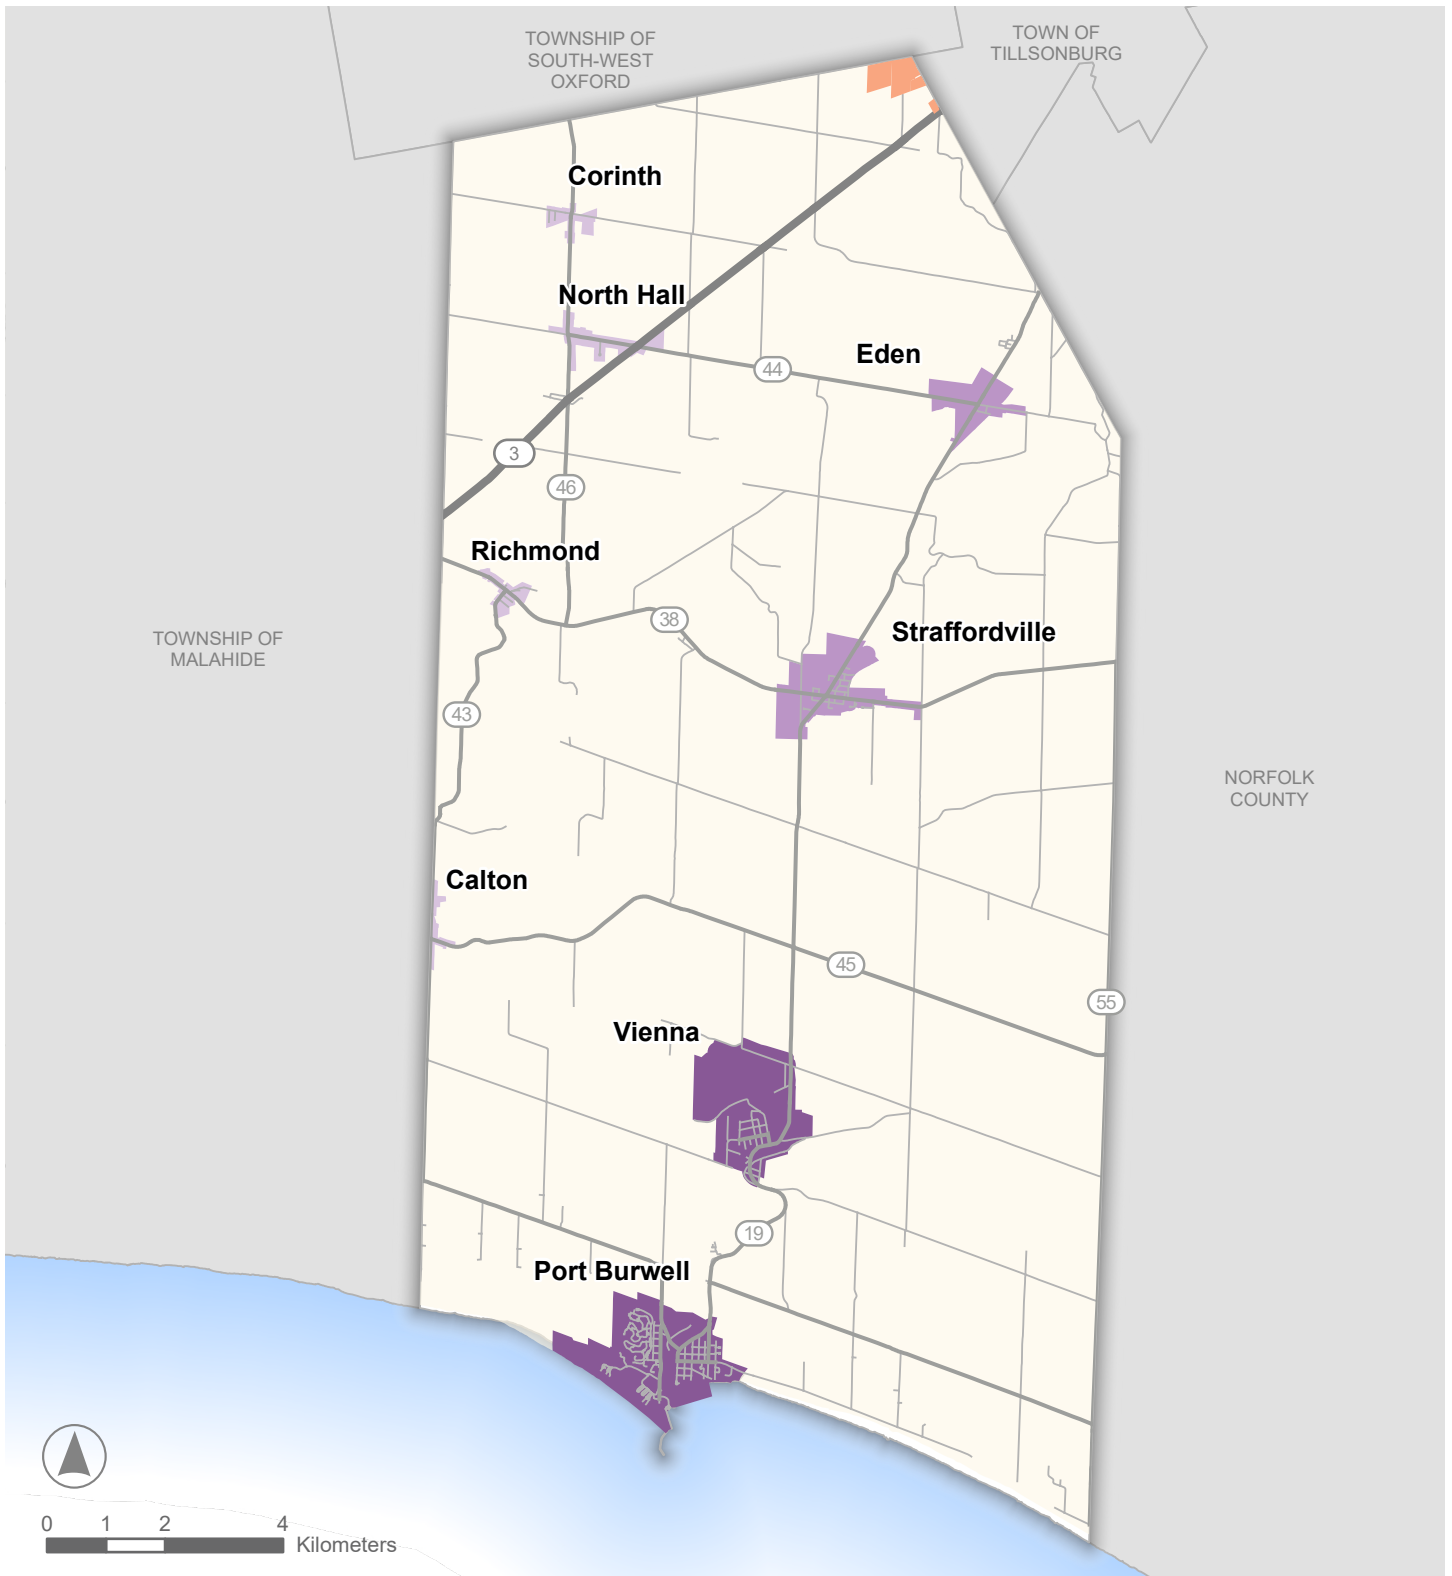 TOWNSHIP OF
SOUTH-WEST
OXFORD
TOWN OF
TILLSONBURG
Corinth
North Hall
Eden
44
3
46
Richmond
38
Straffordville
TOWNSHIP OF
MALAHIDE
43
NORFOLK
COUNTY
Calton
45
55
Vienna
19
Port Burwell
0 1 2 4
Kilometers